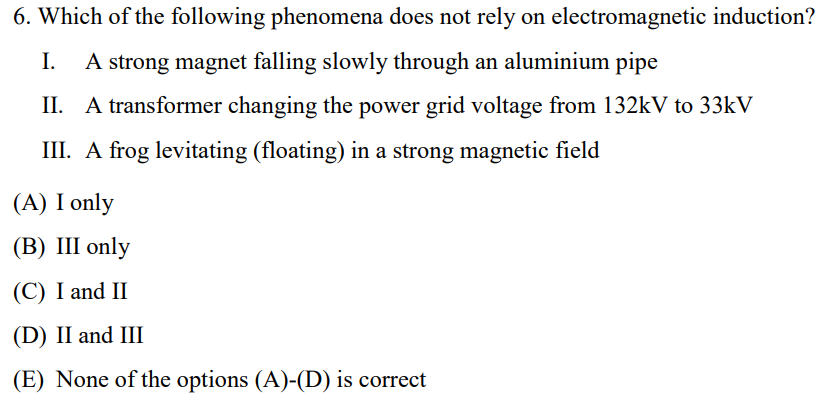 6. Which of the following phenomena does not rely on electromagnetic induction?
I. A strong magnet falling slowly through an aluminium pipe
II. A transformer changing the power grid voltage from 132kV to 33kV
III. A frog levitating (floating) in a strong magnetic field
(A) I only
(B) III only
(C) I and II
(D) II and III
(E) None of the options (A)-(D) is correct